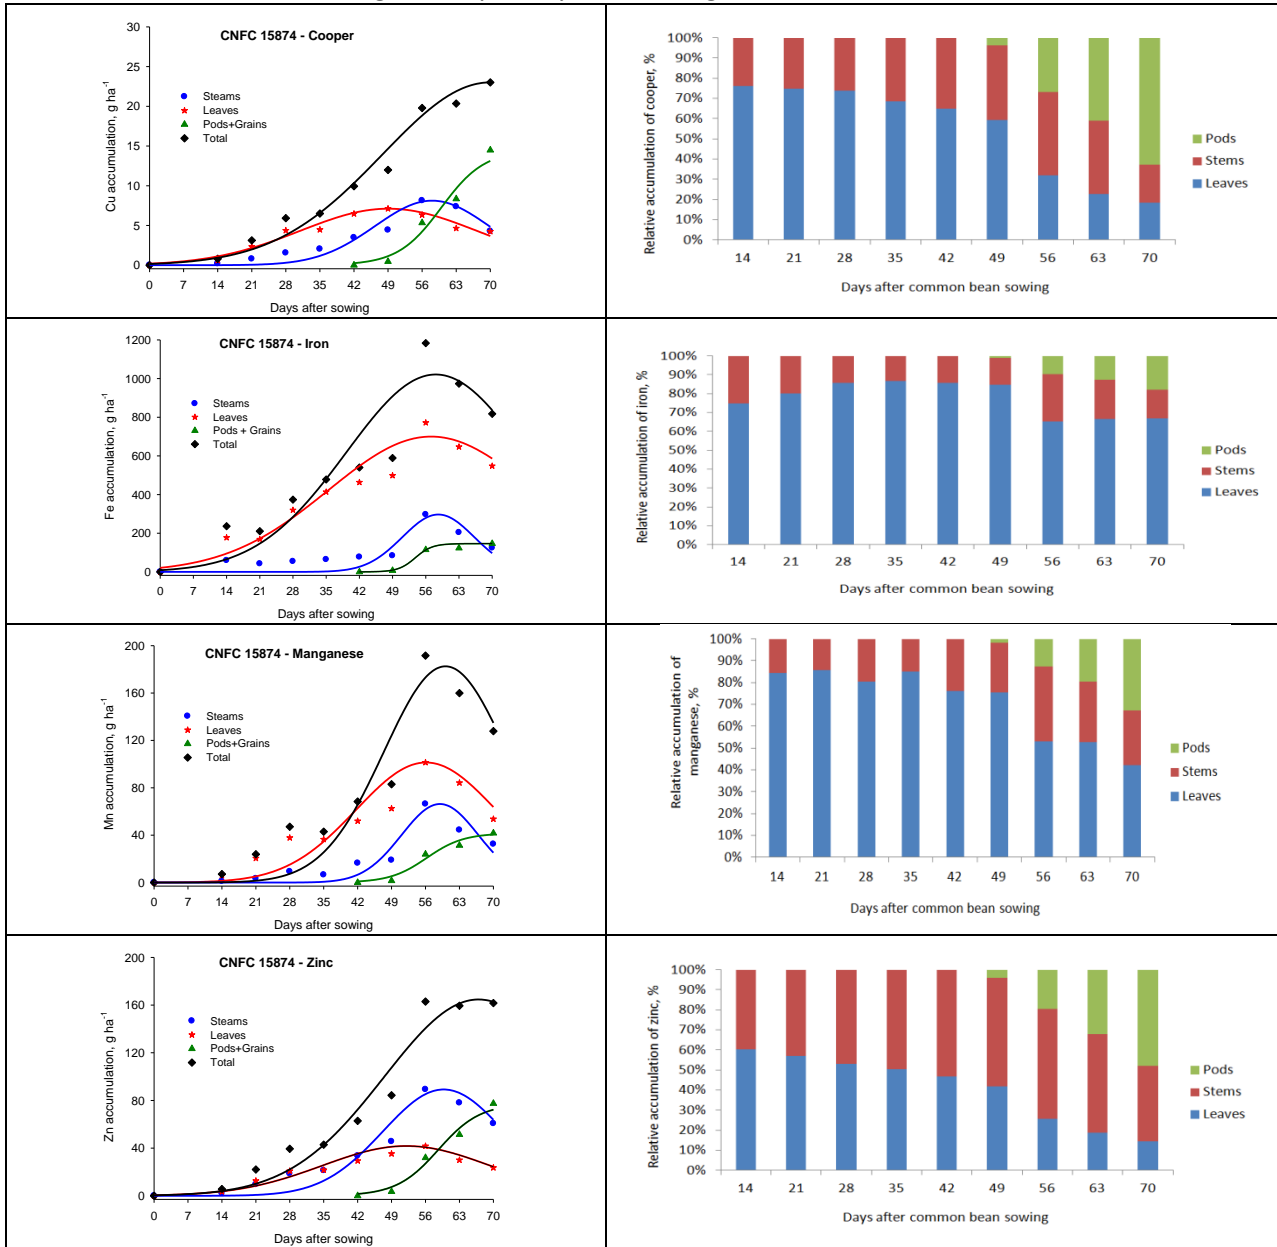 CNFC 15874 - Cooper
Cu accumulation, g ha-1
30
25
20
15
10
5
0
Steams
Leaves
Pods+Grains
Total
0 7 14 21 28 35 42 49 56 63 70
Days after sowing
Relative accumulation of cooper, %
100%
90%
80%
70%
60%
50%
40%
30%
20%
10%
0%
Pods
Stems
Leaves
14 21 28 35 42 49 56 63 70
Days after common bean sowing
CNFC 15874 - Iron
Fe accumulation, g ha-1
1200
1000
800
600
400
200
0
Steams
Leaves
Pods + Grains
Total
0 7 14 21 28 35 42 49 56 63 70
Days after sowing
Relative accumulation of iron, %
100%
90%
80%
70%
60%
50%
40%
30%
20%
10%
0%
Pods
Stems
Leaves
14 21 28 35 42 49 56 63 70
Days after common bean sowing
CNFC 15874 - Manganese
Mn accumulation, g ha-1
200
160
120
80
40
0
Steams
Leaves
Pods+Grains
Total
0 7 14 21 28 35 42 49 56 63 70
Days after sowing
Relative accumulation of
manganese, %
100%
90%
80%
70%
60%
50%
40%
30%
20%
10%
0%
Pods
Stems
Leaves
14 21 28 35 42 49 56 63 70
Days after common bean sowing
CNFC 15874 - Zinc
Zn accumulation, g ha-1
200
160
120
80
40
0
Steams
Leaves
Pods+Grains
Total
0 7 14 21 28 35 42 49 56 63 70
Days after sowing
Relative accumulation of zinc, %
100%
90%
80%
70%
60%
50%
40%
30%
20%
10%
0%
Pods
Stems
Leaves
14 21 28 35 42 49 56 63 70
Days after common bean sowing